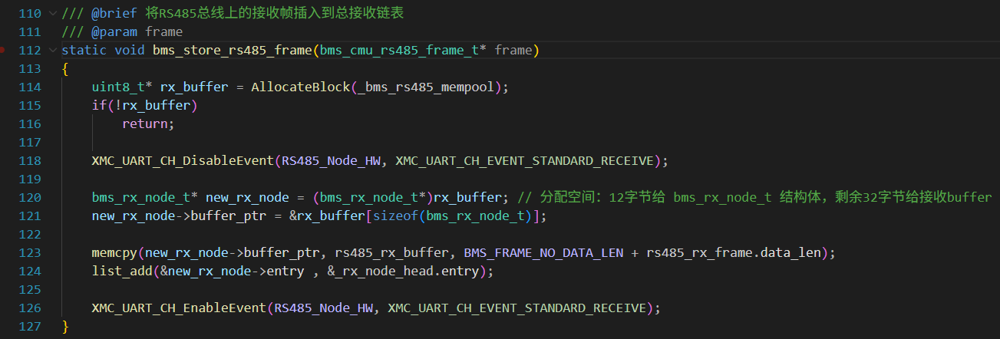 110 /// @brief 将RS485总线上的接收帧插入到总接收链表
111 /// @param frame
112 static void bms_store_rs485_frame(bms_cmu_rs485_frame_t* frame)
113 {
114     uint8_t* rx_buffer = AllocateBlock(_bms_rs485_mempool);
115     if(!rx_buffer)
116         return;
117
118     XMC_UART_CH_DisableEvent(RS485_Node_HW, XMC_UART_CH_EVENT_STANDARD_RECEIVE);
119
120     bms_rx_node_t* new_rx_node = (bms_rx_node_t*)rx_buffer; // 分配空间: 12字节给 bms_rx_node_t 结构体，剩余32字节给接收buffer
121     new_rx_node->buffer_ptr = &rx_buffer[sizeof(bms_rx_node_t)];
122
123     memcpy(new_rx_node->buffer_ptr, rs485_rx_buffer, BMS_FRAME_NO_DATA_LEN + rs485_rx_frame.data_len);
124     list_add(&new_rx_node->entry , &_rx_node_head.entry);
125
126     XMC_UART_CH_EnableEvent(RS485_Node_HW, XMC_UART_CH_EVENT_STANDARD_RECEIVE);
127 }